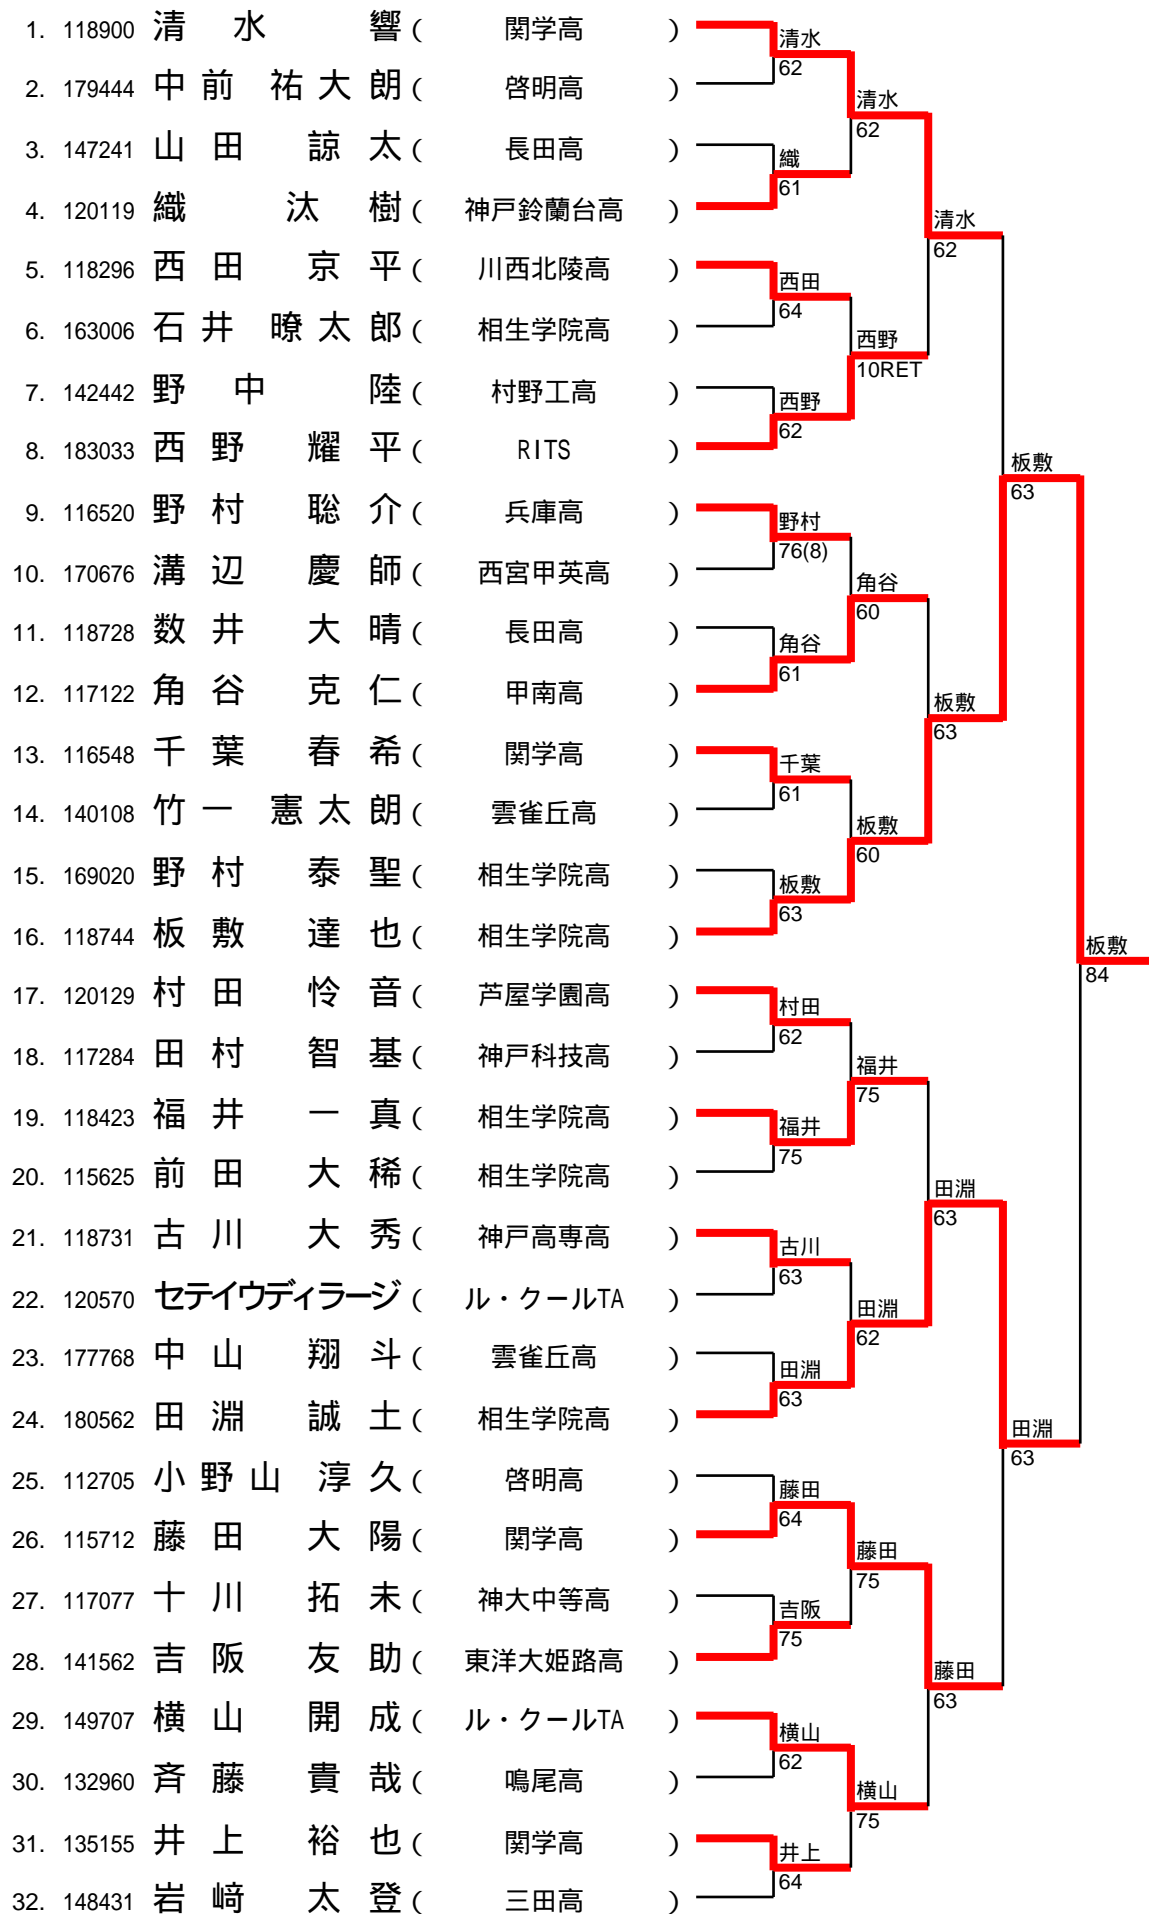 1. 118900 清水 響 ( 関学高 )
2. 179444 中前 祐大朗 ( 啓明高 )
3. 147241 山田 諒太 ( 長田高 )
4. 120119 織 汰樹 ( 神戸鈴蘭台高 )
5. 118296 西田 京平 ( 川西北陵高 )
6. 163006 石井 暸太郎 ( 相生学院高 )
7. 142442 野中 陸 ( 村野工高 )
8. 183033 西野 耀平 ( RITS )
9. 116520 野村 聡介 ( 兵庫高 )
10. 170676 溝辺 慶師 ( 西宮甲英高 )
11. 118728 数井 大晴 ( 長田高 )
12. 117122 角谷 克仁 ( 甲南高 )
13. 116548 千葉 春希 ( 関学高 )
14. 140108 竹一 憲太朗 ( 雲雀丘高 )
15. 169020 野村 泰聖 ( 相生学院高 )
16. 118744 板敷 達也 ( 相生学院高 )
17. 120129 村田 怜音 ( 芦屋学園高 )
18. 117284 田村 智基 ( 神戸科技高 )
19. 118423 福井 一真 ( 相生学院高 )
20. 115625 前田 大稀 ( 相生学院高 )
21. 118731 古川 大秀 ( 神戸高専高 )
22. 120570 セテイウディラージ ( ル・クールTA )
23. 177768 中山 翔斗 ( 雲雀丘高 )
24. 180562 田淵 誠士 ( 相生学院高 )
25. 112705 小野山 淳久 ( 啓明高 )
26. 115712 藤田 大陽 ( 関学高 )
27. 117077 十川 拓未 ( 神大中等高 )
28. 141562 吉阪 友助 ( 東洋大姫路高 )
29. 149707 横山 開成 ( ル・クールTA )
30. 132960 斉藤 貴哉 ( 鳴尾高 )
31. 135155 井上 裕也 ( 関学高 )
32. 148431 岩﨑 太登 ( 三田高 )
清水
62
織
61
西田
64
西野
62
野村
76(8)
角谷
61
千葉
61
板敷
63
村田
62
福井
75
古川
63
田淵
63
藤田
64
吉阪
75
横山
62
井上
64
清水
62
西野
10RET
角谷
60
板敷
60
福井
75
田淵
62
藤田
75
横山
75
清水
62
板敷
63
田淵
63
藤田
63
板敷
63
田淵
63
板敷
84